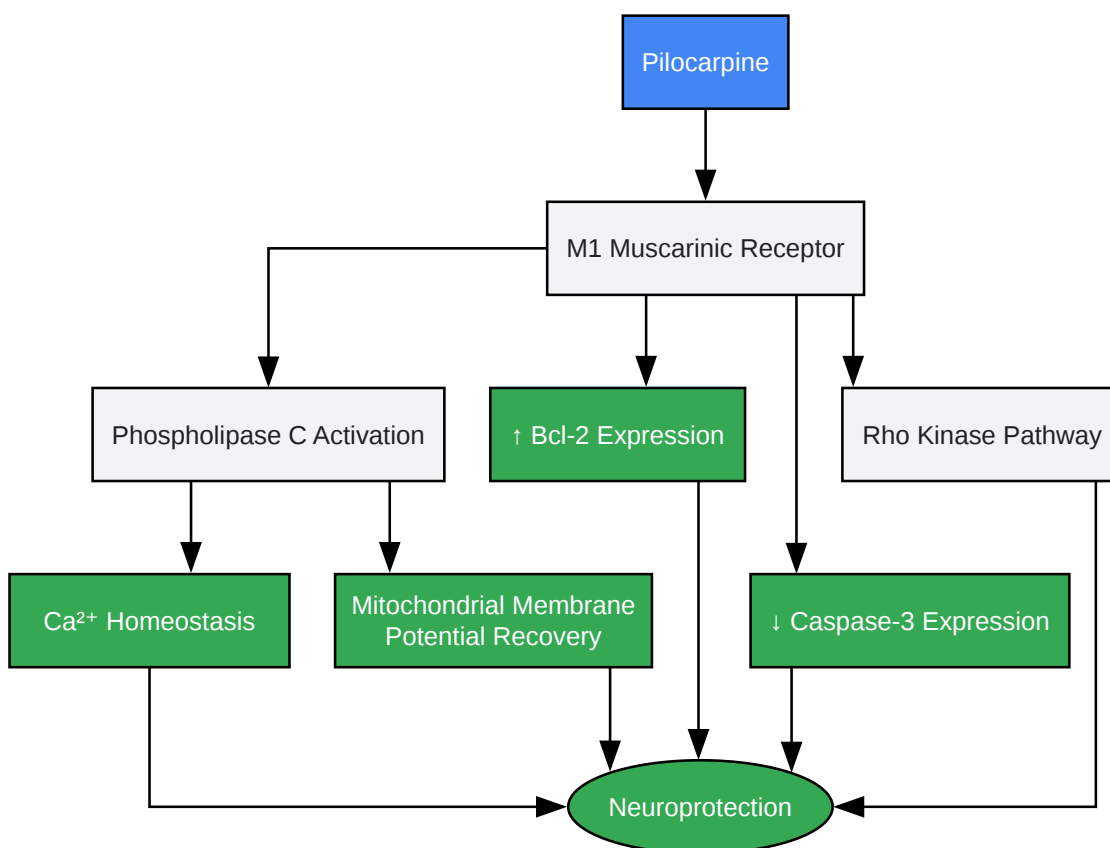 Pilocarpine
M1 Muscarinic Receptor
Phospholipase C Activation
↑ Bcl-2 Expression
Rho Kinase Pathway
Ca²⁺ Homeostasis
Mitochondrial Membrane
Potential Recovery
↓ Caspase-3 Expression
Neuroprotection